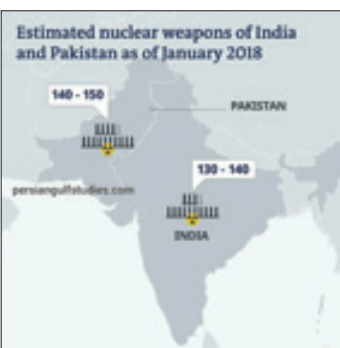 Estimated nuclear weapons of India
and Pakistan as of January 2018
140 - 150
PAKISTAN
130 - 140
persiangulfstudies.com
INDIA